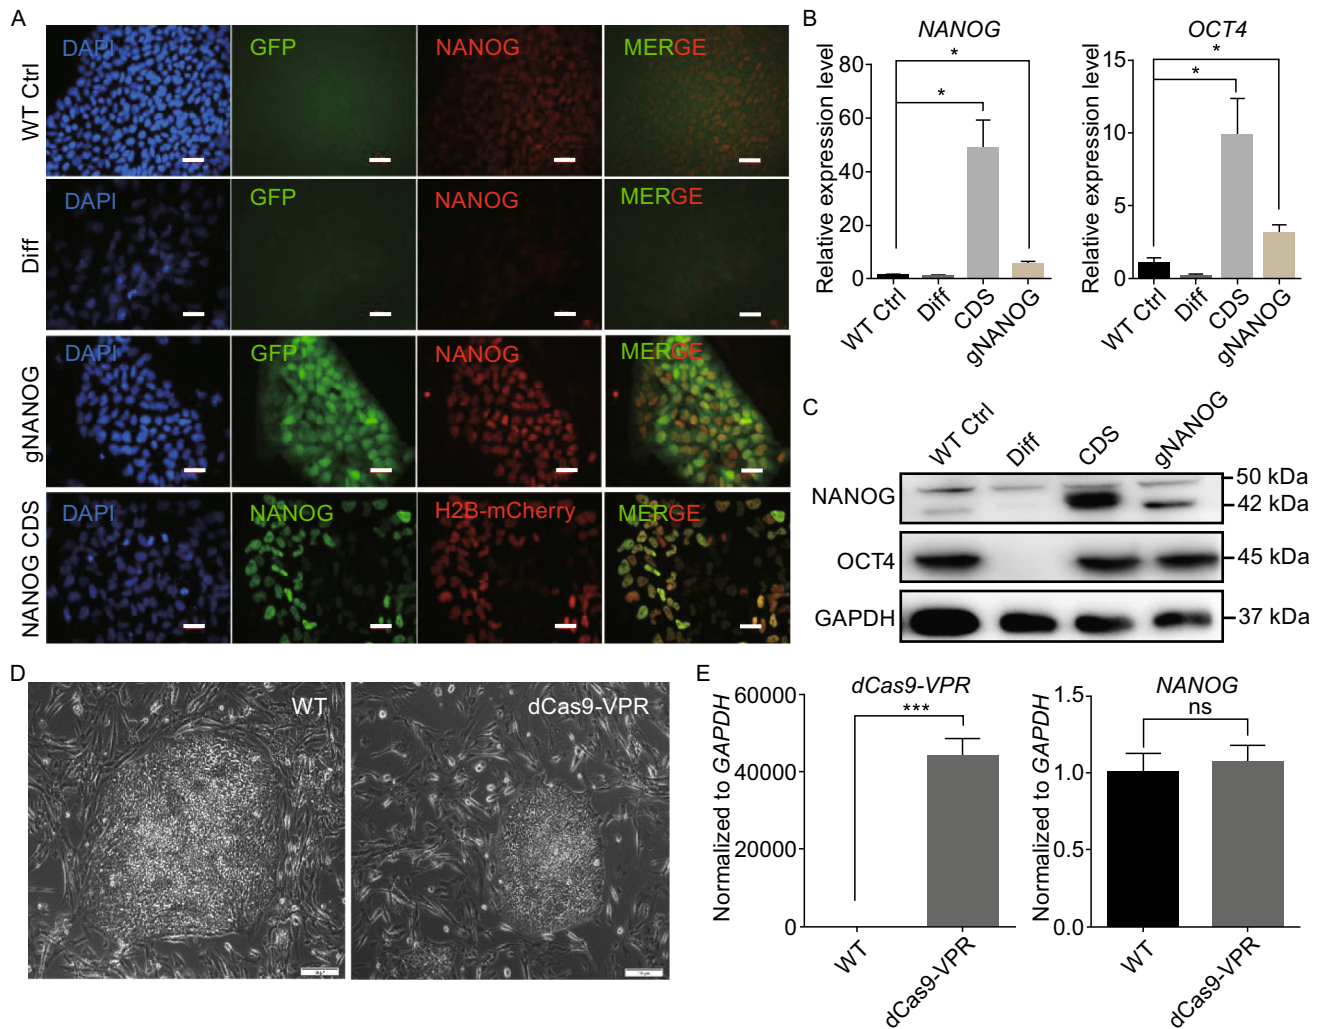 A
WT Ctrl
DAPI
GFP
NANOG
MERGE
Diff
DAPI
GFP
NANOG
MERGE
gNANOG
DAPI
GFP
NANOG
MERGE
NANOG CDS
DAPI
NANOG
H2B-mCherry
MERGE
B
NANOG
Relative expression level
80
60
40
20
0
*
*
WT Ctrl
Diff
CDS
gNANOG
OCT4
Relative expression level
15
10
5
0
*
*
WT Ctrl
Diff
CDS
gNANOG
C
WT Ctrl
Diff
CDS
gNANOG
NANOG
50 kDa
42 kDa
OCT4
45 kDa
GAPDH
37 kDa
D
WT
dCas9-VPR
E
dCas9-VPR
Normalized to GAPDH
60000
40000
20000
0
***
WT
dCas9-VPR
NANOG
Normalized to GAPDH
1.5
1.0
0.5
0.0
ns
WT
dCas9-VPR